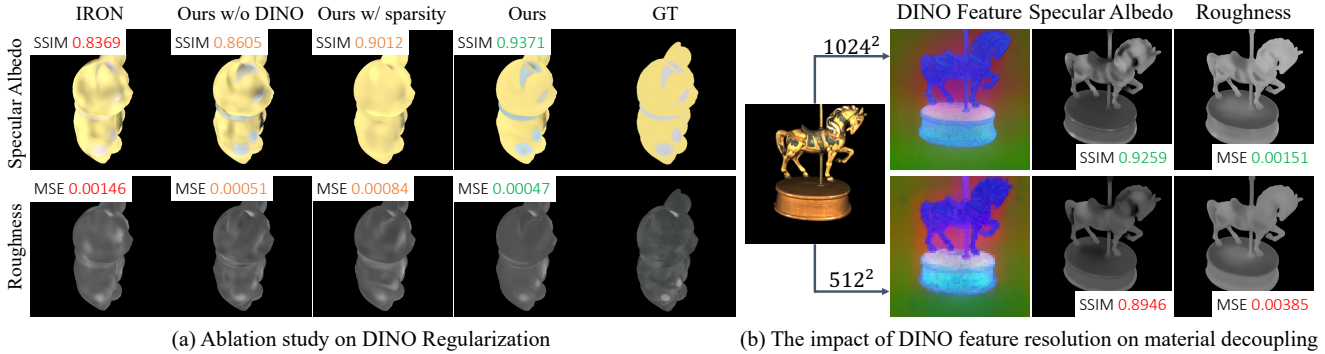 IRON Ours w/o DINO Ours w/ sparsity Ours GT
Specular Albedo
SSIM 0.8369 SSIM 0.8605 SSIM 0.9012 SSIM 0.9371
Roughness
MSE 0.00146 MSE 0.00051 MSE 0.00084 MSE 0.00047
(a) Ablation study on DINO Regularization
DINO Feature Specular Albedo Roughness
1024²
SSIM 0.9259 MSE 0.00151
512²
SSIM 0.8946 MSE 0.00385
(b) The impact of DINO feature resolution on material decoupling